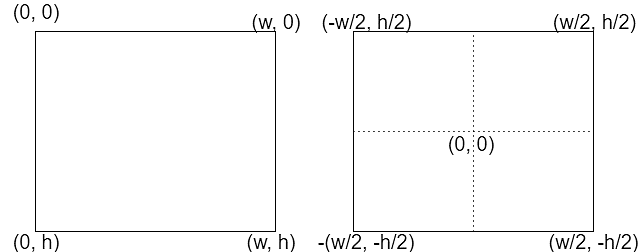 (0, 0)
(w, 0)
(0, h)
(w, h)
(-w/2, h/2)
(w/2, h/2)
(0, 0)
-(w/2, -h/2)
(w/2, -h/2)